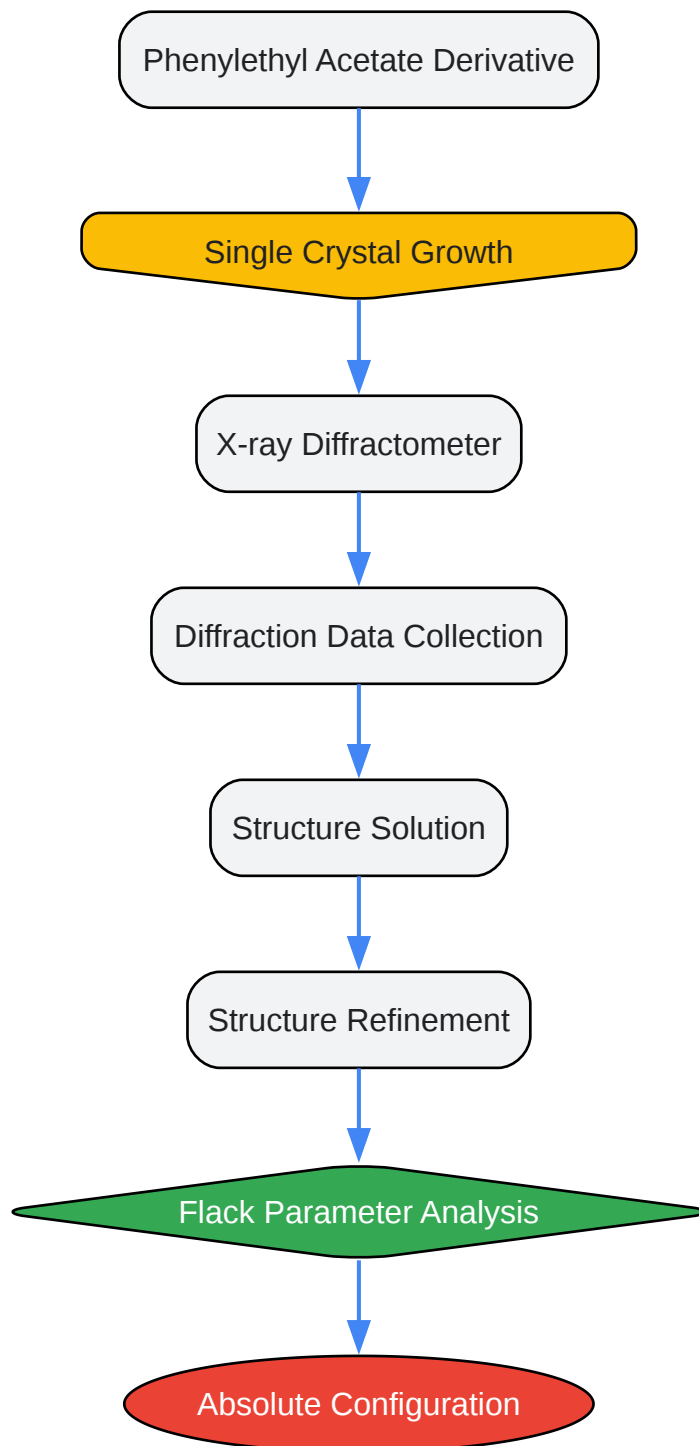 Phenylethyl Acetate Derivative
Single Crystal Growth
X-ray Diffractometer
Diffraction Data Collection
Structure Solution
Structure Refinement
Flack Parameter Analysis
Absolute Configuration